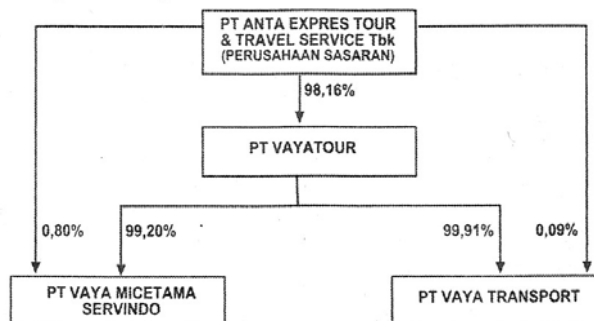 PT ANTA EXPRES TOUR
& TRAVEL SERVICE Tbk
(PERUSAHAAN SASARAN)
98,16%
PT VAYATOUR
0,80%
99,20%
99,91%
0,09%
PT VAYA MICETAMA
SERVINDO
PT VAYA TRANSPORT